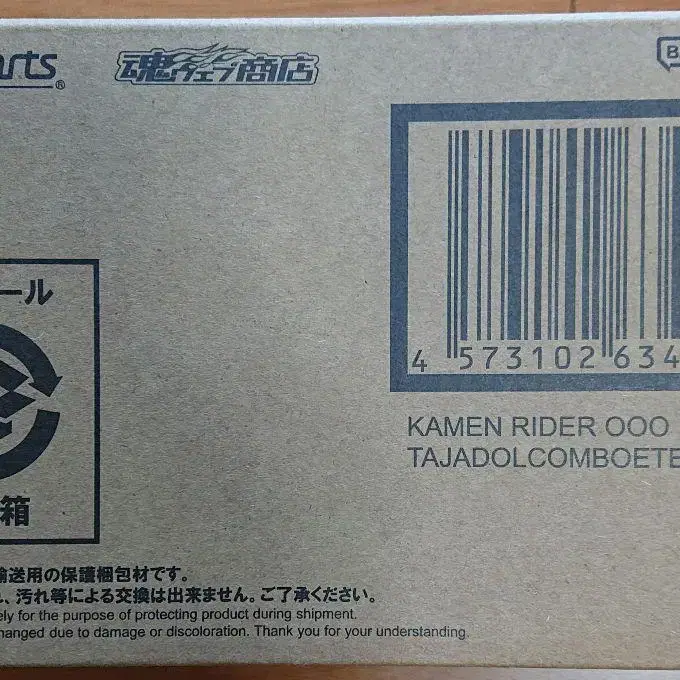 arts®
魂ウェブ商店
B
4 573102 634
KAMEN RIDER OOO
TAJADOLCOMBOETE
ール
箱
輸送用の保護梱包材です。
、汚れ等による交換は出来ません。ご了承ください。
ely for the purpose of protecting product during shipment.
changed due to damage or discoloration. Thank you for your understanding.